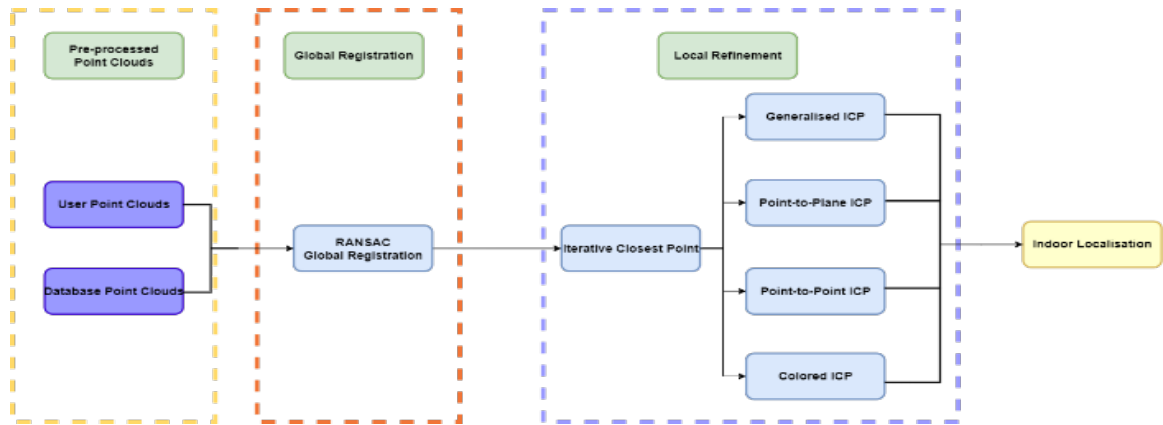 Pre-processed
Point Clouds
Global Registration
Local Refinement
Generalised ICP
User Point Clouds
Point-to-Plane ICP
RANSAC
Global Registration
Iterative Closest Point
Indoor Localisation
Database Point Clouds
Point-to-Point ICP
Colored ICP